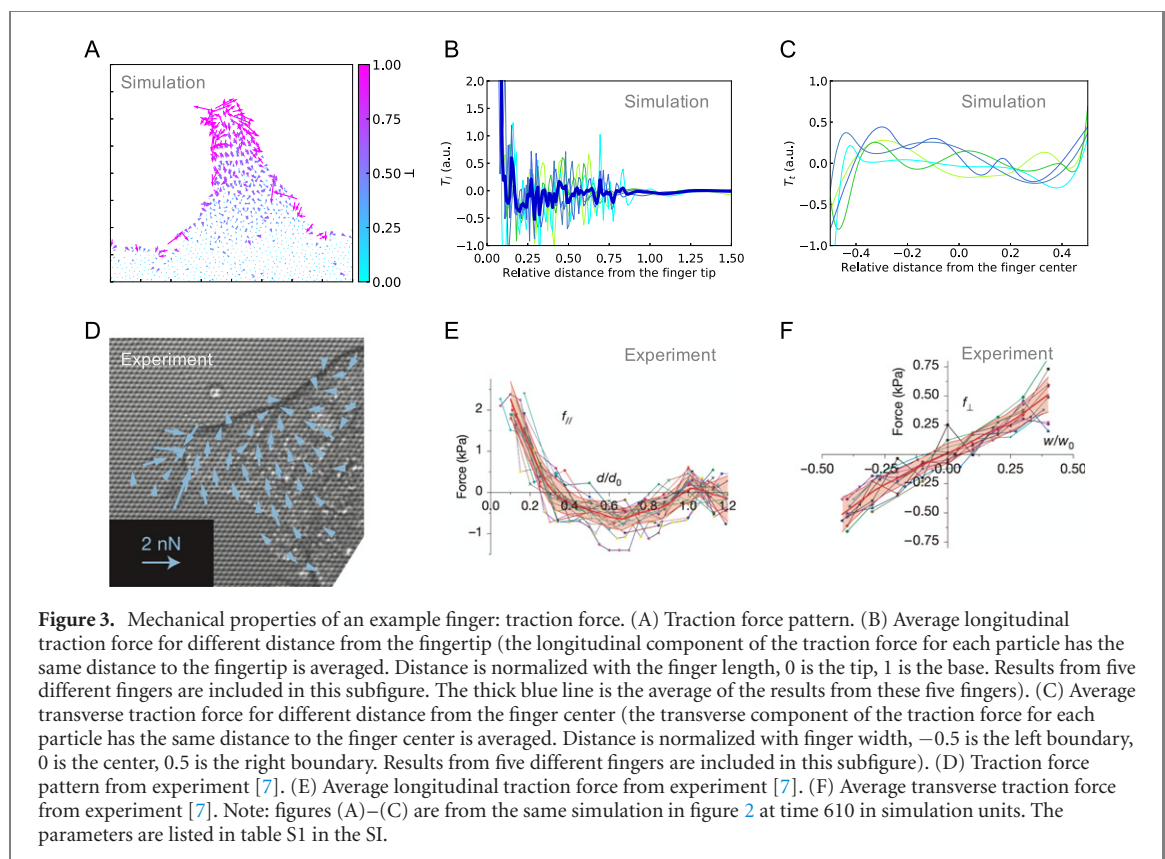 A
Simulation
1.00
0.75
0.50
0.25
0.00
T
B
Simulation
2.0
1.5
1.0
0.5
0.0
−0.5
−1.0
T_l (a.u.)
0.00 0.25 0.50 0.75 1.00 1.25 1.50
Relative distance from the finger tip
C
Simulation
1.0
0.5
0.0
−0.5
−1.0
T_t (a.u.)
−0.4 −0.2 0.0 0.2 0.4
Relative distance from the finger center
D
Experiment
2 nN
E
Experiment
Force (kPa)
2
1
0
−1
f//
d/d0
0.0 0.2 0.4 0.6 0.8 1.0 1.2
F
Experiment
Force (kPa)
0.75
0.50
0.25
f⊥
w/w0
−0.50 −0.25 0.00 0.25 0.50
−0.25
−0.50
−0.75
Figure 3. Mechanical properties of an example finger: traction force. (A) Traction force pattern. (B) Average longitudinal
traction force for different distance from the fingertip (the longitudinal component of the traction force for each particle has the
same distance to the fingertip is averaged. Distance is normalized with the finger length, 0 is the tip, 1 is the base. Results from five
different fingers are included in this subfigure. The thick blue line is the average of the results from these five fingers). (C) Average
transverse traction force for different distance from the finger center (the transverse component of the traction force for each
particle has the same distance to the finger center is averaged. Distance is normalized with finger width, −0.5 is the left boundary,
0 is the center, 0.5 is the right boundary. Results from five different fingers are included in this subfigure). (D) Traction force
pattern from experiment [7]. (E) Average longitudinal traction force from experiment [7]. (F) Average transverse traction force
from experiment [7]. Note: figures (A)–(C) are from the same simulation in figure 2 at time 610 in simulation units. The
parameters are listed in table S1 in the SI.